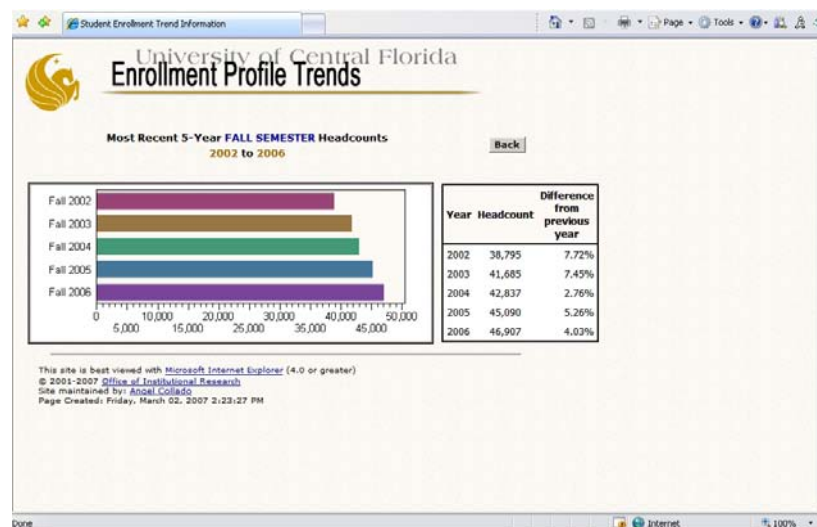 Student Enrollment Trend Information
Page
Tools
University of Central Florida
Enrollment Profile Trends
Most Recent 5-Year FALL SEMESTER Headcounts
2002 to 2006
Back
Fall 2002
Fall 2003
Fall 2004
Fall 2005
Fall 2006
0 10,000 20,000 30,000 40,000 50,000
5,000 15,000 25,000 35,000 45,000
Year Headcount Difference from previous year
2002 38,795 7.72%
2003 41,685 7.45%
2004 42,837 2.76%
2005 45,090 5.26%
2006 46,907 4.03%
This site is best viewed with Microsoft Internet Explorer (4.0 or greater)
© 2001-2007 Office of Institutional Research
Site maintained by: Angel Collado
Page Created: Friday, March 02, 2007 2:23:27 PM
Done
Internet
100%